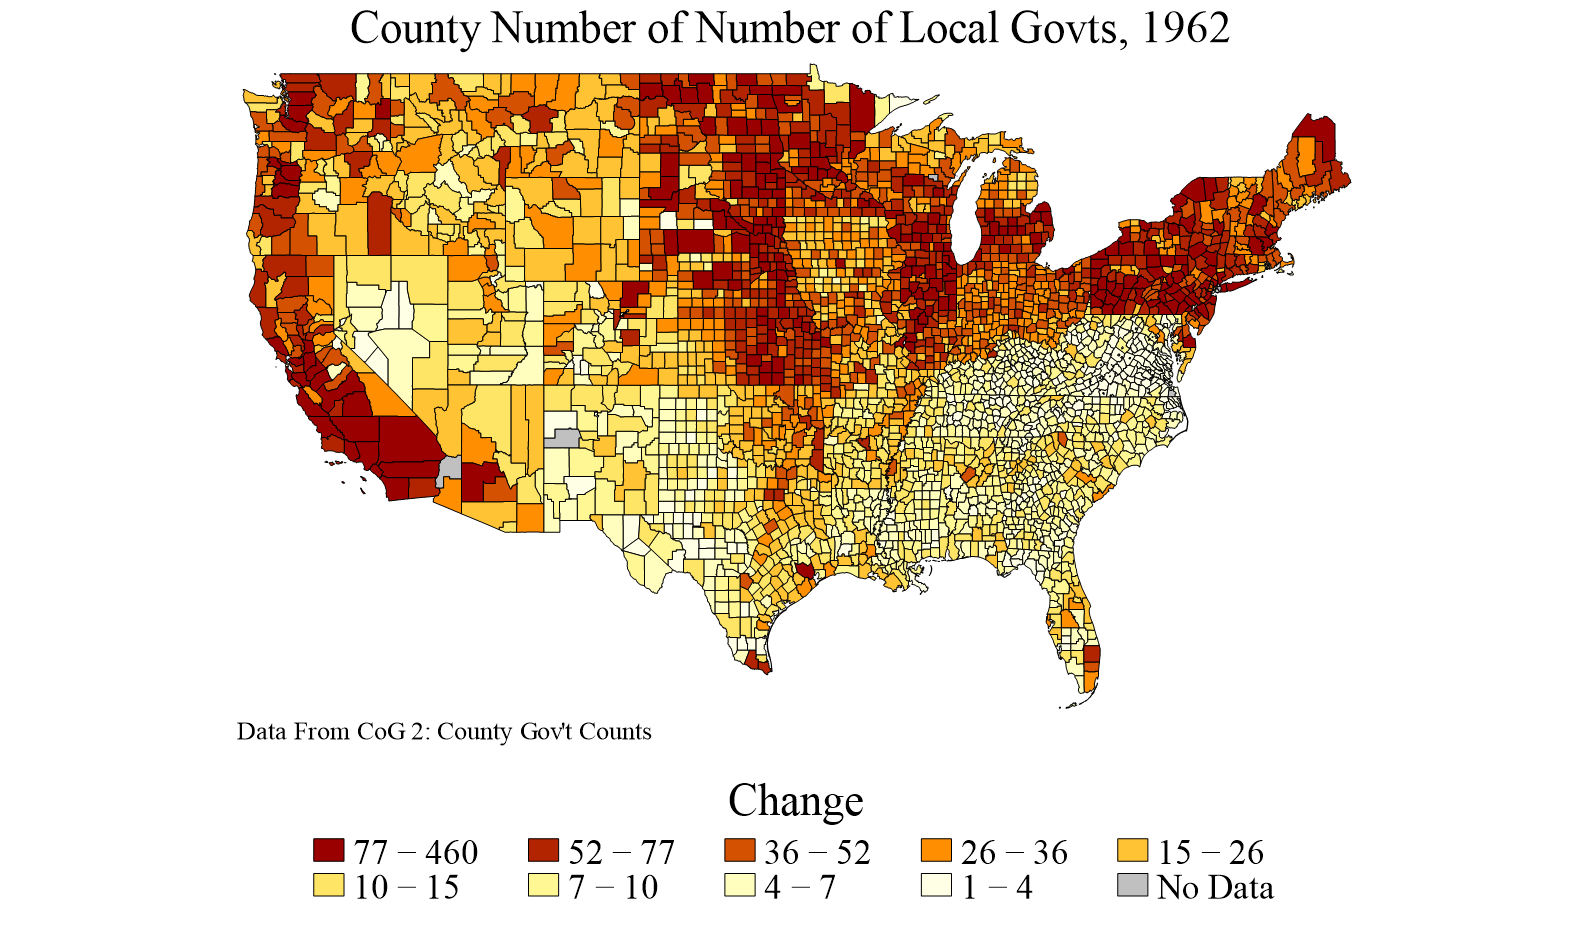 County Number of Number of Local Govts, 1962
Data From CoG 2: County Gov't Counts
Change
77 − 460 52 − 77 36 − 52 26 − 36 15 − 26
10 − 15 7 − 10 4 − 7 1 − 4 No Data